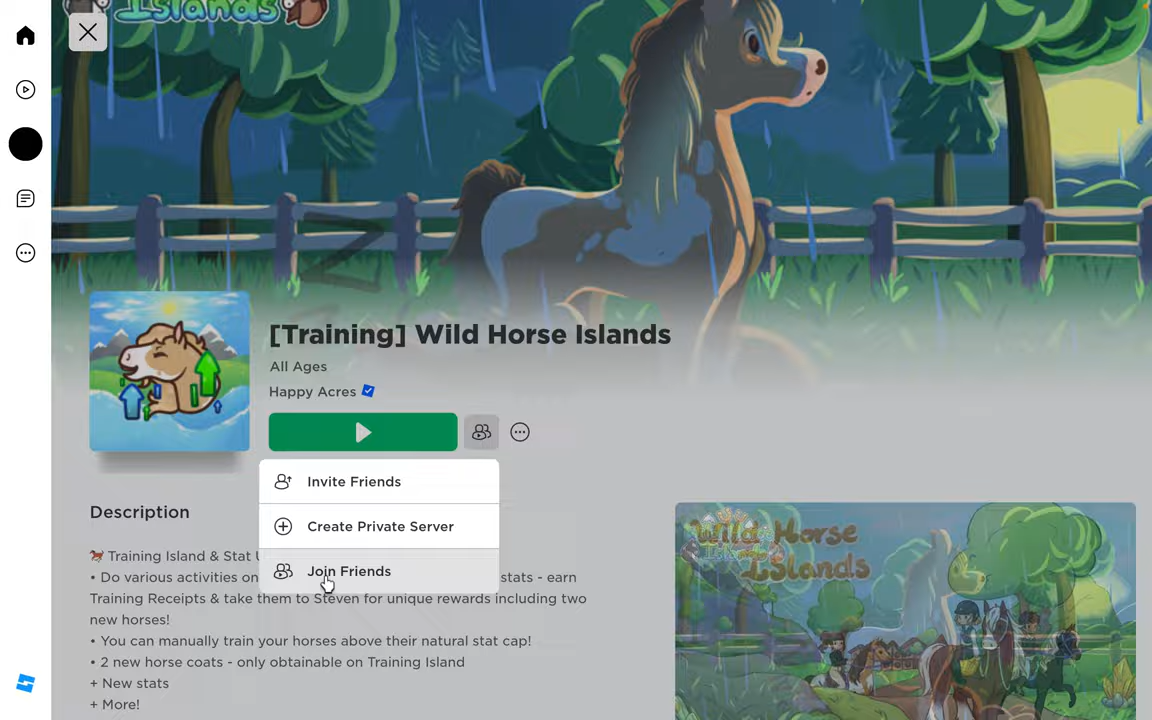 Islands
[Training] Wild Horse Islands
All Ages
Happy Acres
Invite Friends
Create Private Server
Join Friends
Description
🐎 Training Island & Stat
• Do various activities on stats - earn
Training Receipts & take them to Steven for unique rewards including two
new horses!
• You can manually train your horses above their natural stat cap!
• 2 new horse coats - only obtainable on Training Island
+ New stats
+ More!
Wild Horse
Islands